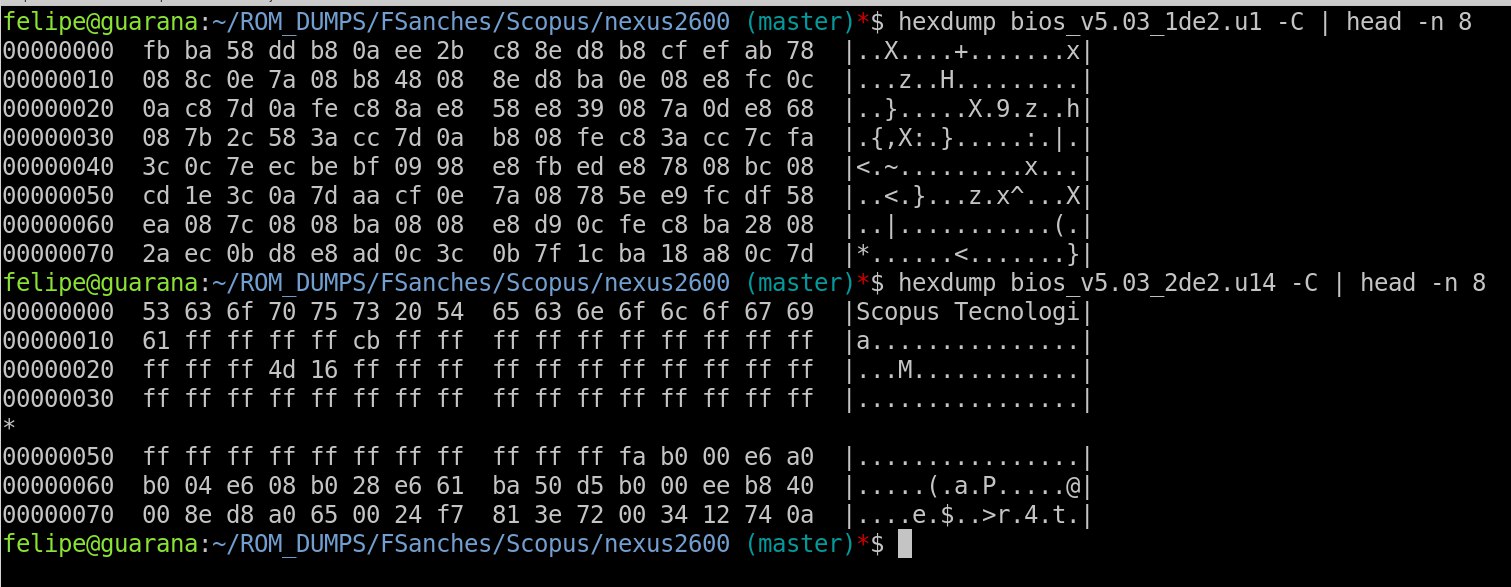 felipe@guarana:~/ROM_DUMPS/FSanches/Scopus/nexus2600 (master)*$ hexdump bios_v5.03_1de2.u1 -C | head -n 8
00000000  fb ba 58 dd b8 0a ee 2b  c8 8e d8 b8 cf ef ab 78  |..X....+.......x|
00000010  08 8c 0e 7a 08 b8 48 08  8e d8 ba 0e 08 e8 fc 0c  |...z..H.........|
00000020  0a c8 7d 0a fe c8 8a e8  58 e8 39 08 7a 0d e8 68  |..}.....X.9.z..h|
00000030  08 7b 2c 58 3a cc 7d 0a  b8 08 fe c8 3a cc 7c fa  |.{,X:.}.....:.|.|
00000040  3c 0c 7e ec be bf 09 98  e8 fb ed e8 78 08 bc 08  |<.~.........x...|
00000050  cd 1e 3c 0a 7d aa cf 0e  7a 08 78 5e e9 fc df 58  |..<.}...z.x^...X|
00000060  ea 08 7c 08 08 ba 08 08  e8 d9 0c fe c8 ba 28 08  |..|...........(.|
00000070  2a ec 0b d8 e8 ad 0c 3c  0b 7f 1c ba 18 a8 0c 7d  |*......<.......}|
felipe@guarana:~/ROM_DUMPS/FSanches/Scopus/nexus2600 (master)*$ hexdump bios_v5.03_2de2.u14 -C | head -n 8
00000000  53 63 6f 70 75 73 20 54  65 63 6e 6f 6c 6f 67 69  |Scopus Tecnologi|
00000010  61 ff ff ff ff cb ff ff  ff ff ff ff ff ff ff ff  |a...............|
00000020  ff ff ff 4d 16 ff ff ff  ff ff ff ff ff ff ff ff  |...M............|
00000030  ff ff ff ff ff ff ff ff  ff ff ff ff ff ff ff ff  |................|
*
00000050  ff ff ff ff ff ff ff ff  ff ff ff fa b0 00 e6 a0  |................|
00000060  b0 04 e6 08 b0 28 e6 61  ba 50 d5 b0 00 ee b8 40  |.....(.a.P.....@|
00000070  00 8e d8 a0 65 00 24 f7  81 3e 72 00 34 12 74 0a  |....e.$..>r.4.t.|
felipe@guarana:~/ROM_DUMPS/FSanches/Scopus/nexus2600 (master)*$